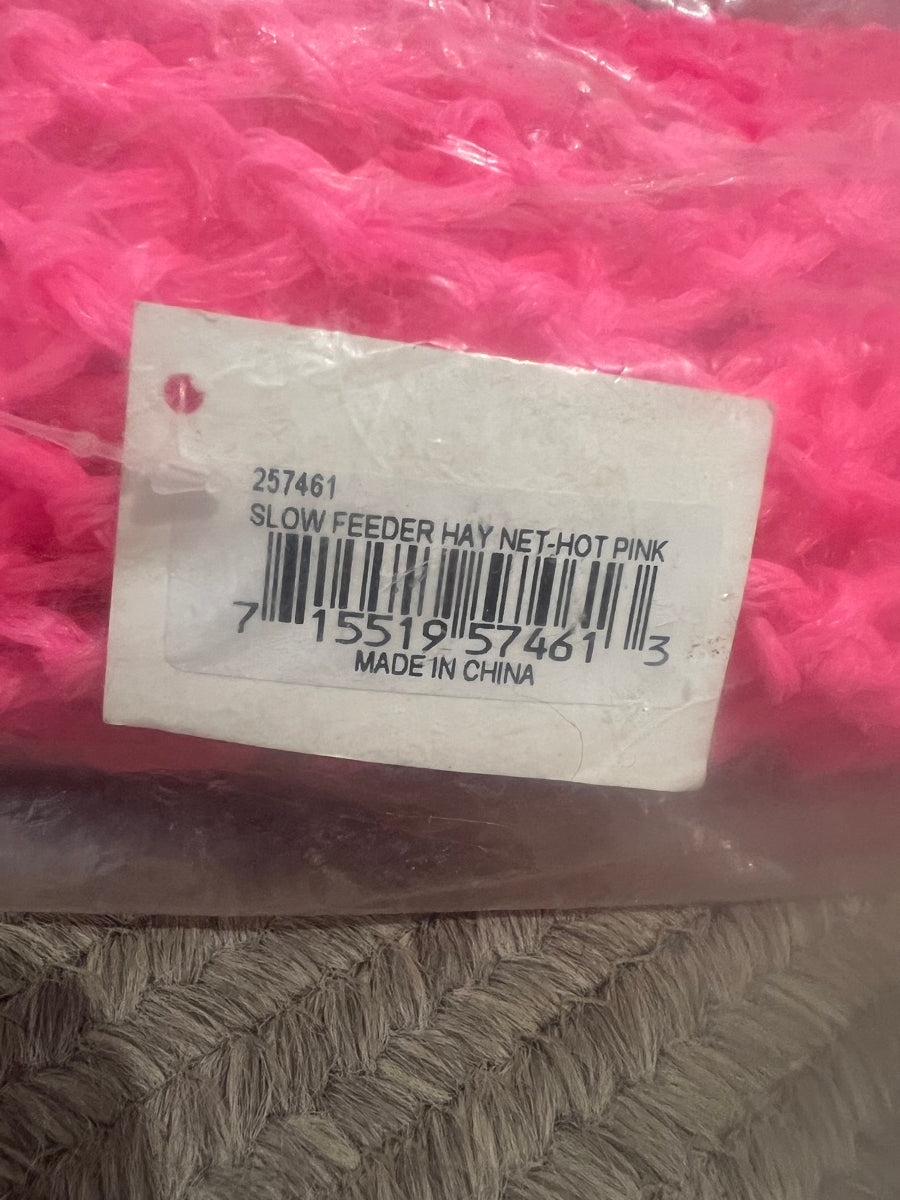 257461
SLOW FEEDER HAY NET-HOT PINK
7 15519 57461 3
MADE IN CHINA